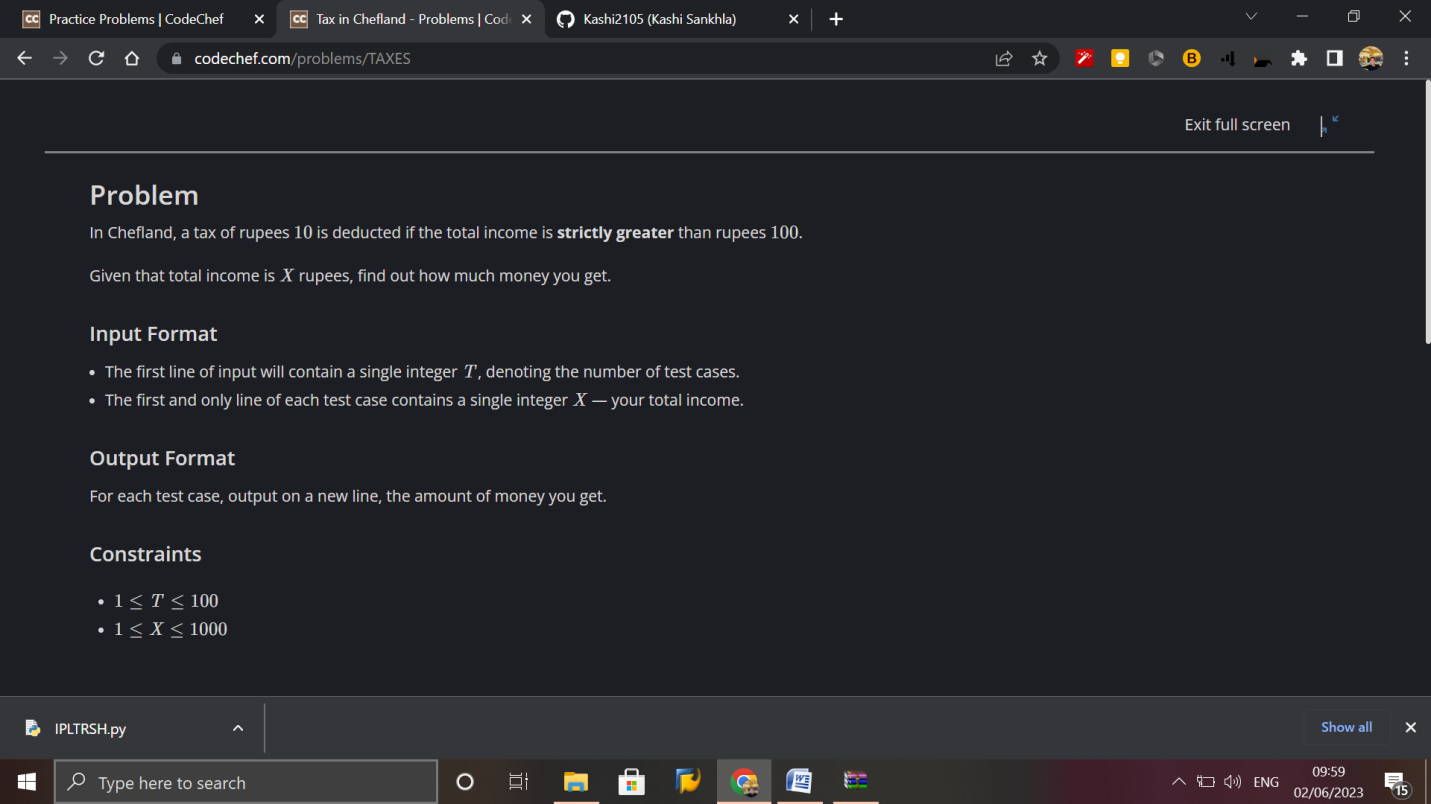 Practice Problems | CodeChef
Tax in Chefland - Problems | Code
Kashi2105 (Kashi Sankhla)
codechef.com/problems/TAXES
Exit full screen
Problem
In Chefland, a tax of rupees 10 is deducted if the total income is strictly greater than rupees 100.
Given that total income is X rupees, find out how much money you get.
Input Format
• The first line of input will contain a single integer T, denoting the number of test cases.
• The first and only line of each test case contains a single integer X — your total income.
Output Format
For each test case, output on a new line, the amount of money you get.
Constraints
• 1 ≤ T ≤ 100
• 1 ≤ X ≤ 1000
IPLTRSH.py
Show all
Type here to search
ENG
09:59
02/06/2023
15